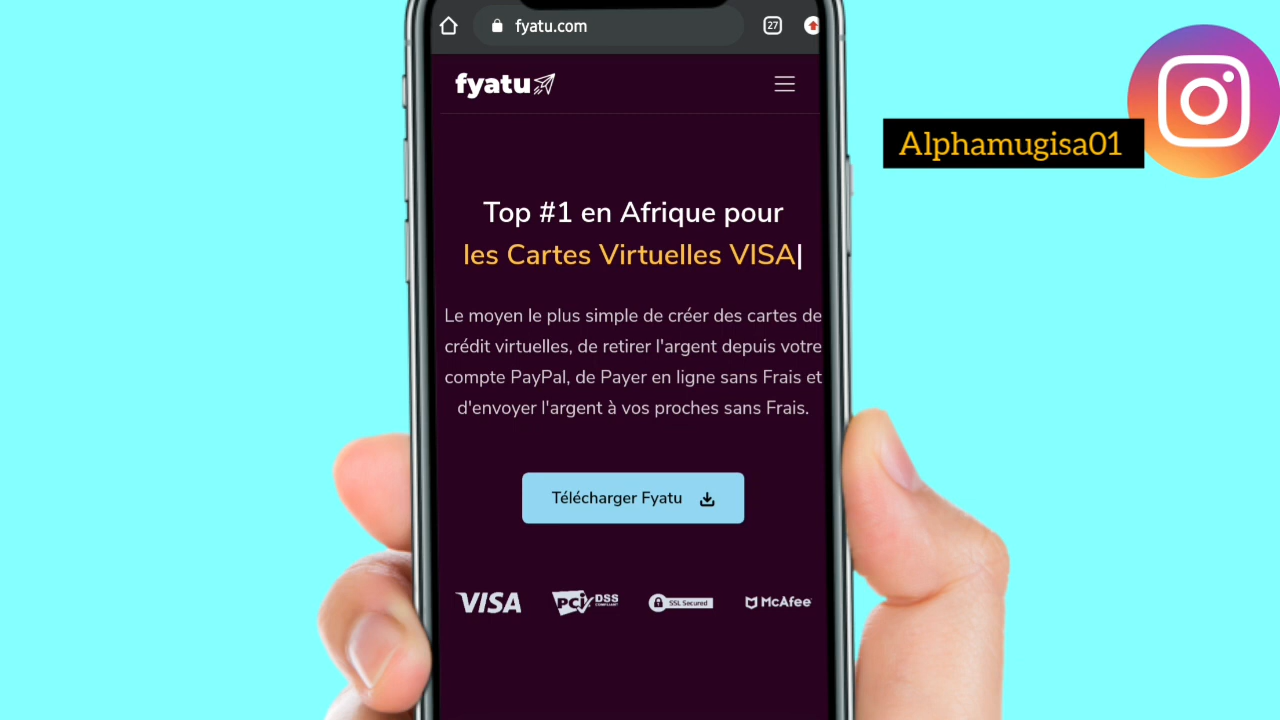 fyatu.com
27
fyatu
Alphamugisa01
Top #1 en Afrique pour
les Cartes Virtuelles VISA
Le moyen le plus simple de créer des cartes de
crédit virtuelles, de retirer l'argent depuis votre
compte PayPal, de Payer en ligne sans Frais et
d'envoyer l'argent à vos proches sans Frais.
Télécharger Fyatu
VISA
PCI DSS
COMPLIANT
SSL Secured
McAfee